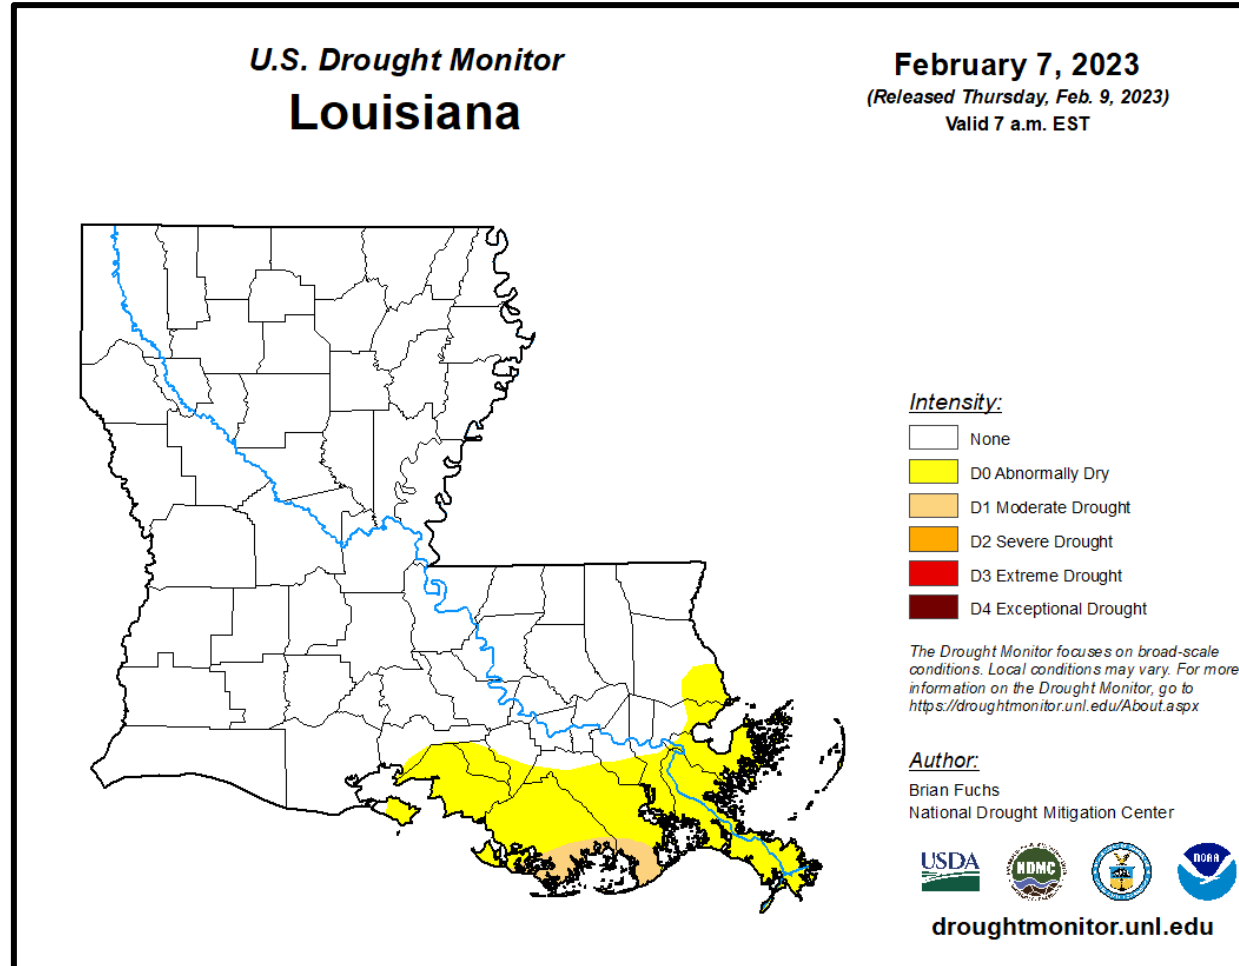 U.S. Drought Monitor
Louisiana
February 7, 2023
(Released Thursday, Feb. 9, 2023)
Valid 7 a.m. EST
Intensity:
None
D0 Abnormally Dry
D1 Moderate Drought
D2 Severe Drought
D3 Extreme Drought
D4 Exceptional Drought
The Drought Monitor focuses on broad-scale
conditions. Local conditions may vary. For more
information on the Drought Monitor, go to
https://droughtmonitor.unl.edu/About.aspx
Author:
Brian Fuchs
National Drought Mitigation Center
USDA
NDMC
NOAA
droughtmonitor.unl.edu